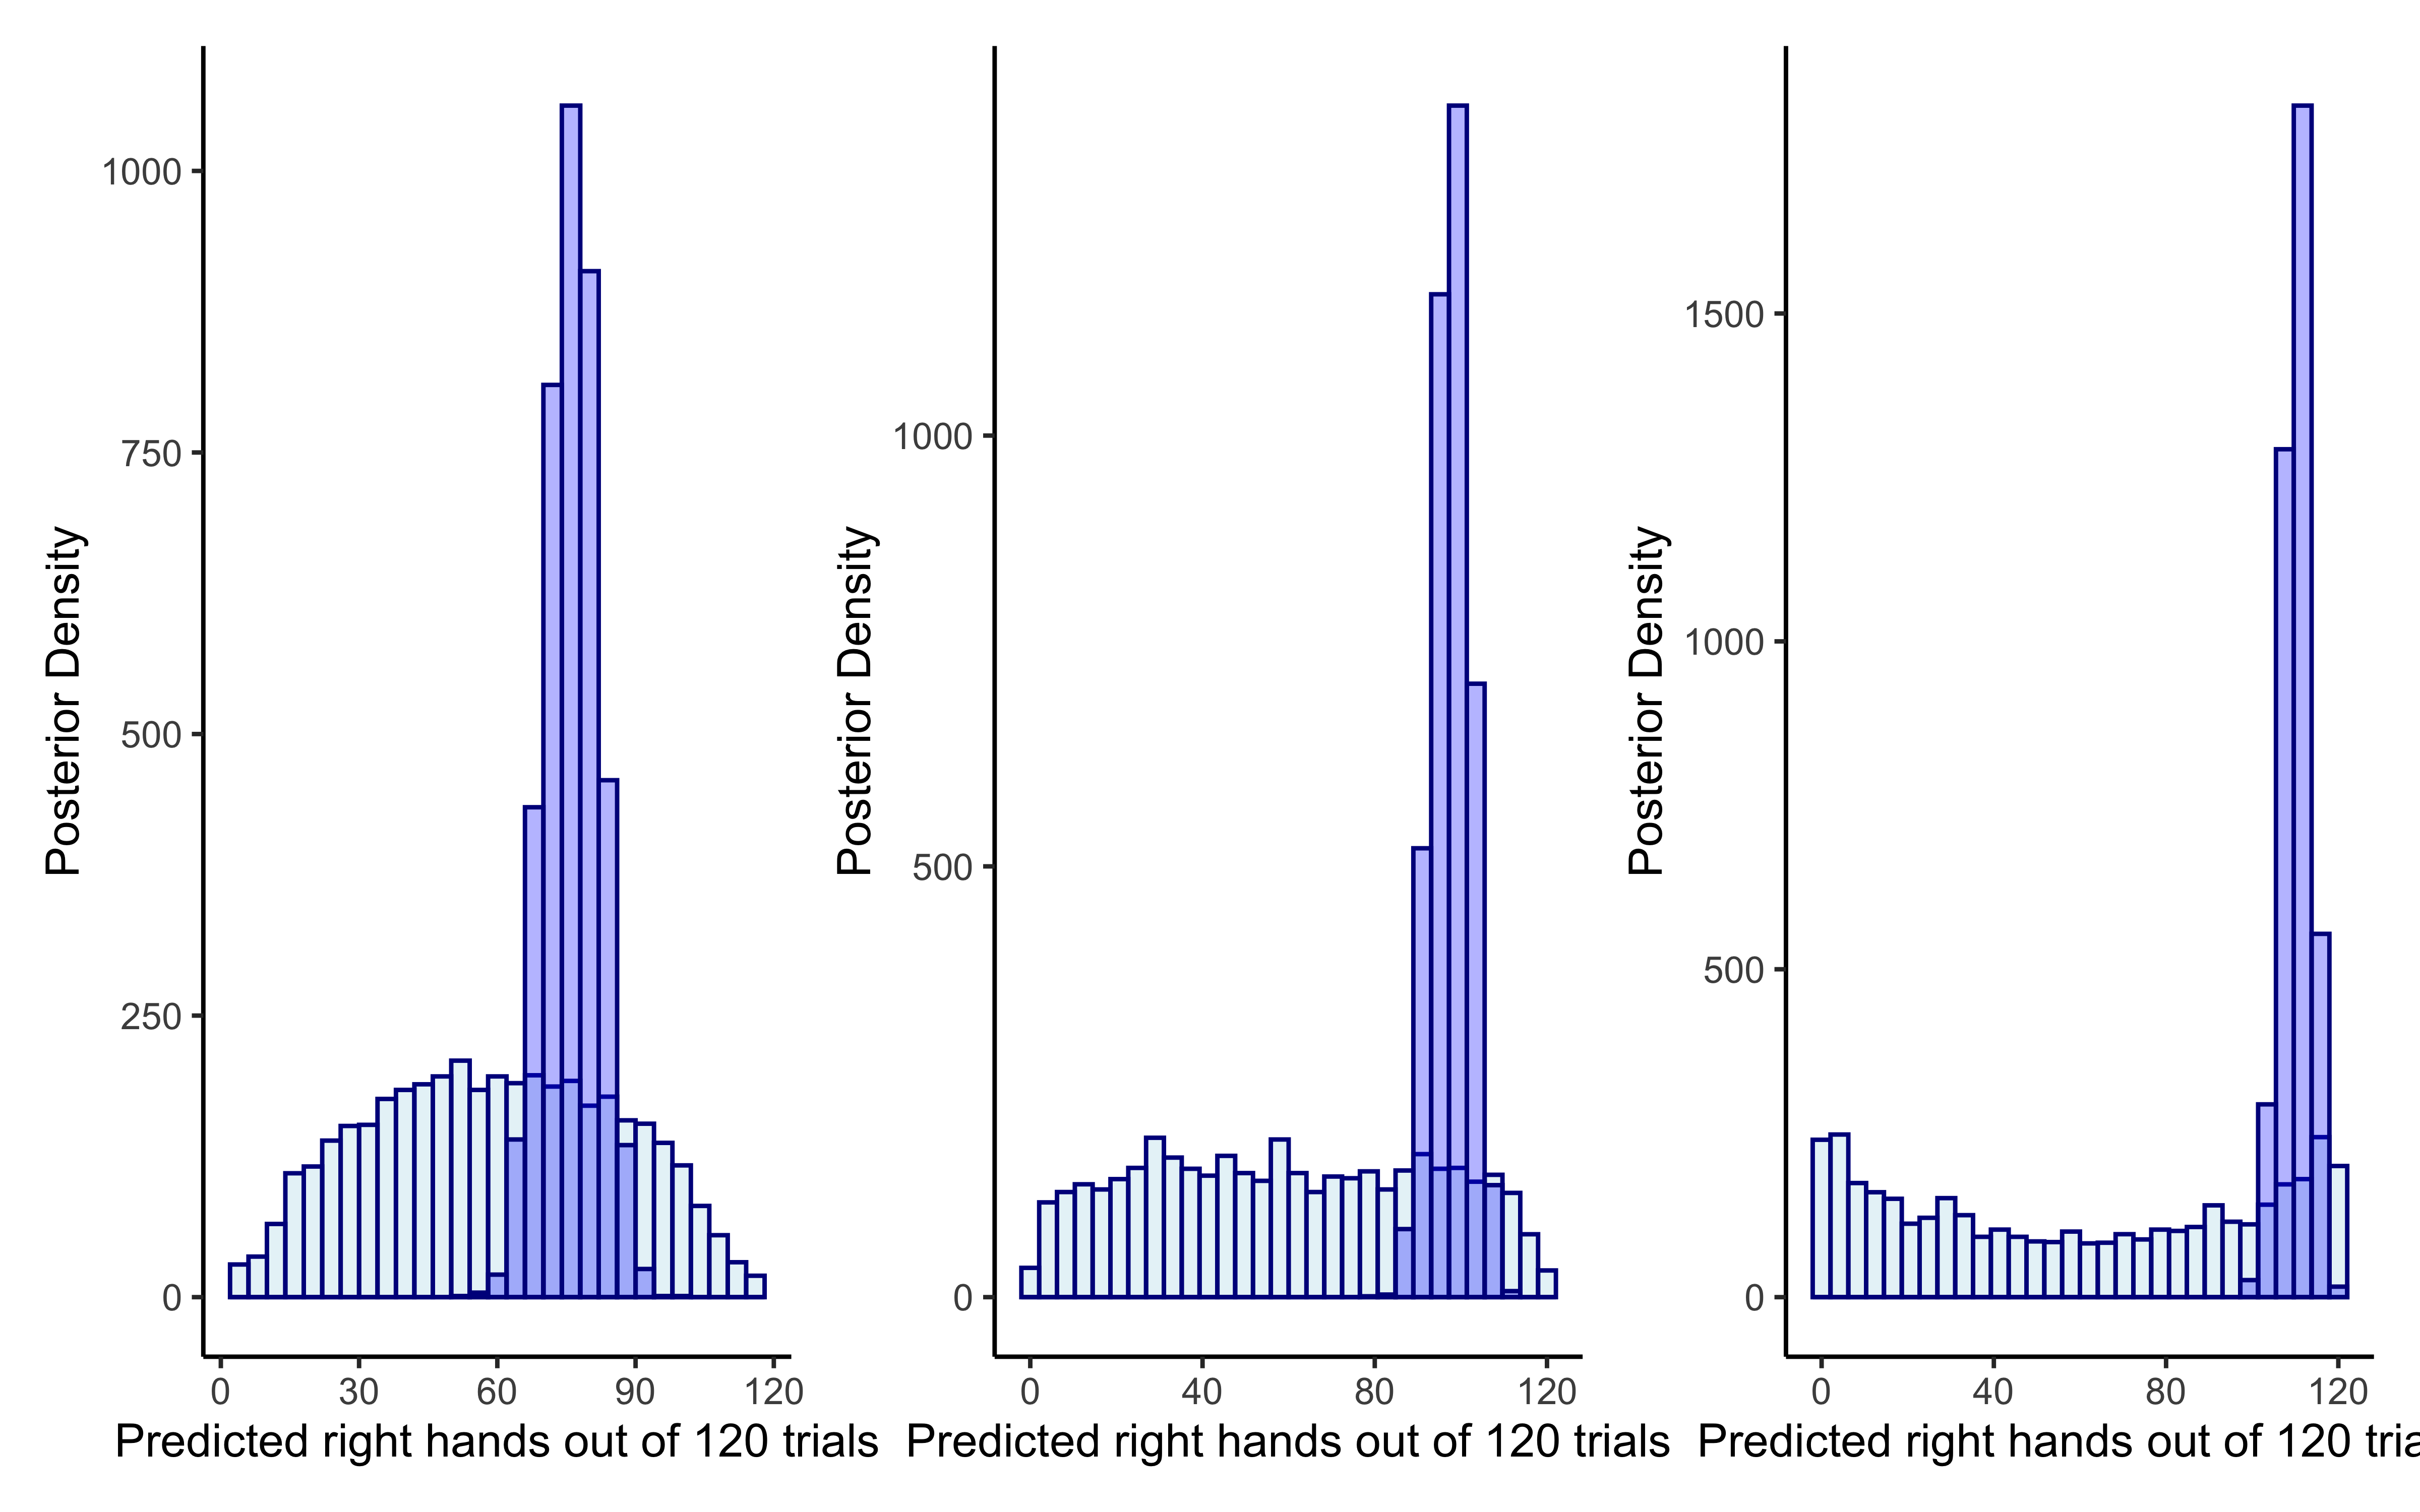 Posterior Density
1000
750
500
250
0
0 30 60 90 120
Predicted right hands out of 120 trials
Posterior Density
1000
500
0
0 40 80 120
Predicted right hands out of 120 trials
Posterior Density
1500
1000
500
0
0 40 80 120
Predicted right hands out of 120 tria